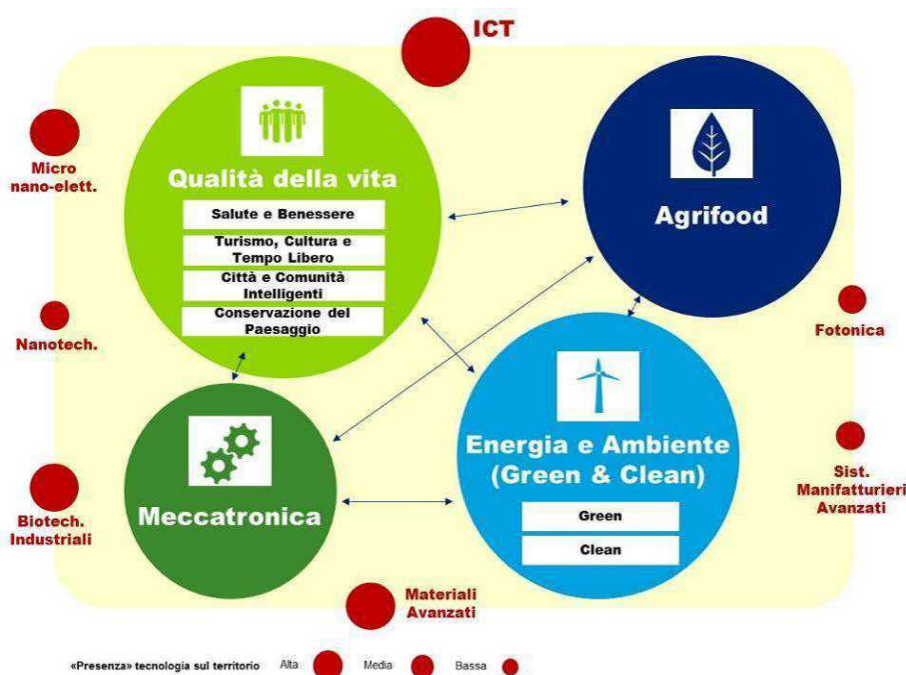 ICT
Micro
nano-elett.
Qualità della vita
Salute e Benessere
Turismo, Cultura e
Tempo Libero
Città e Comunità
Intelligenti
Conservazione del
Paesaggio
Agrifood
Nanotech.
Fotonica
Meccatronica
Energia e Ambiente
(Green & Clean)
Green
Clean
Biotech.
Industriali
Sist.
Manifatturieri
Avanzati
Materiali
Avanzati
«Presenza» tecnologia sul territorio Alta Media Bassa